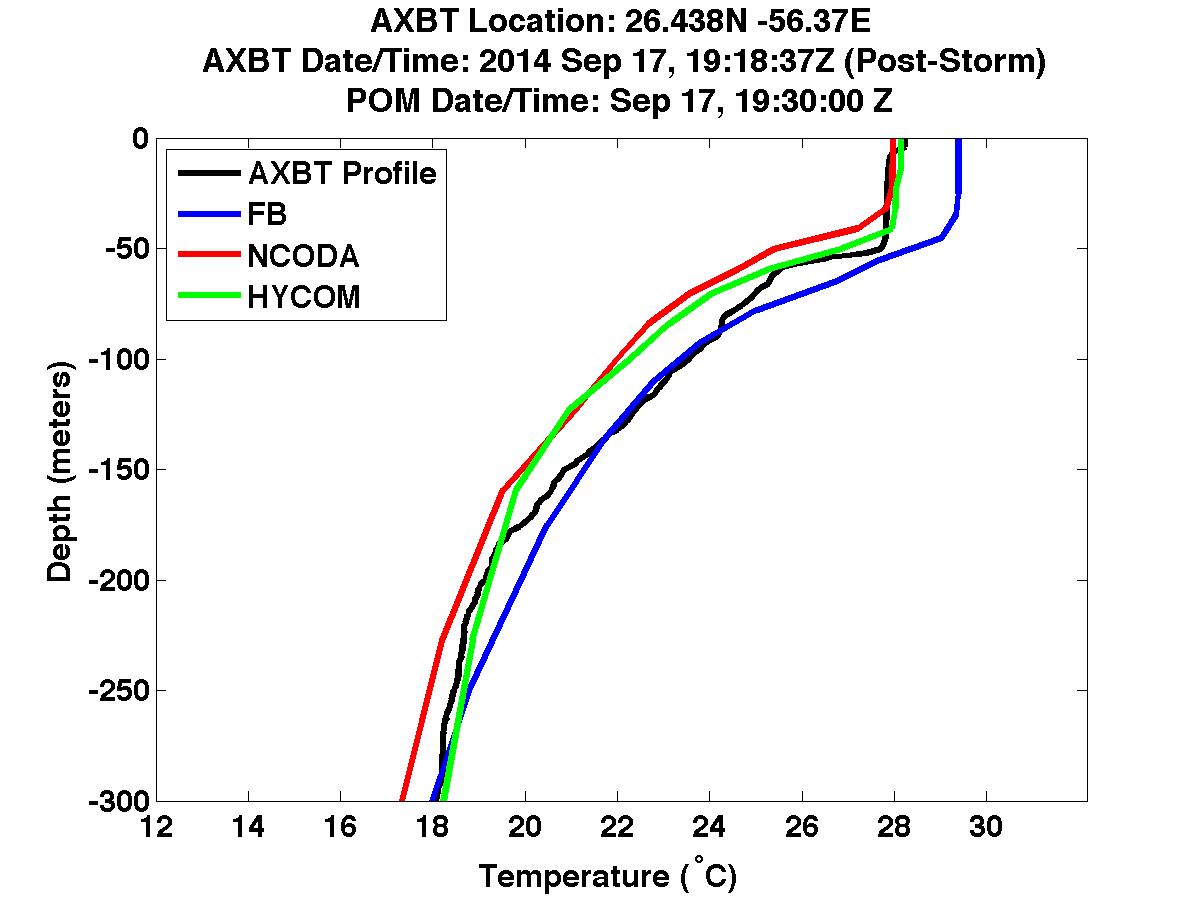 AXBT Location: 26.438N -56.37E
AXBT Date/Time: 2014 Sep 17, 19:18:37Z (Post-Storm)
POM Date/Time: Sep 17, 19:30:00 Z
AXBT Profile
FB
NCODA
HYCOM
0
-50
-100
-150
-200
-250
-300
Depth (meters)
12 14 16 18 20 22 24 26 28 30
Temperature (°C)